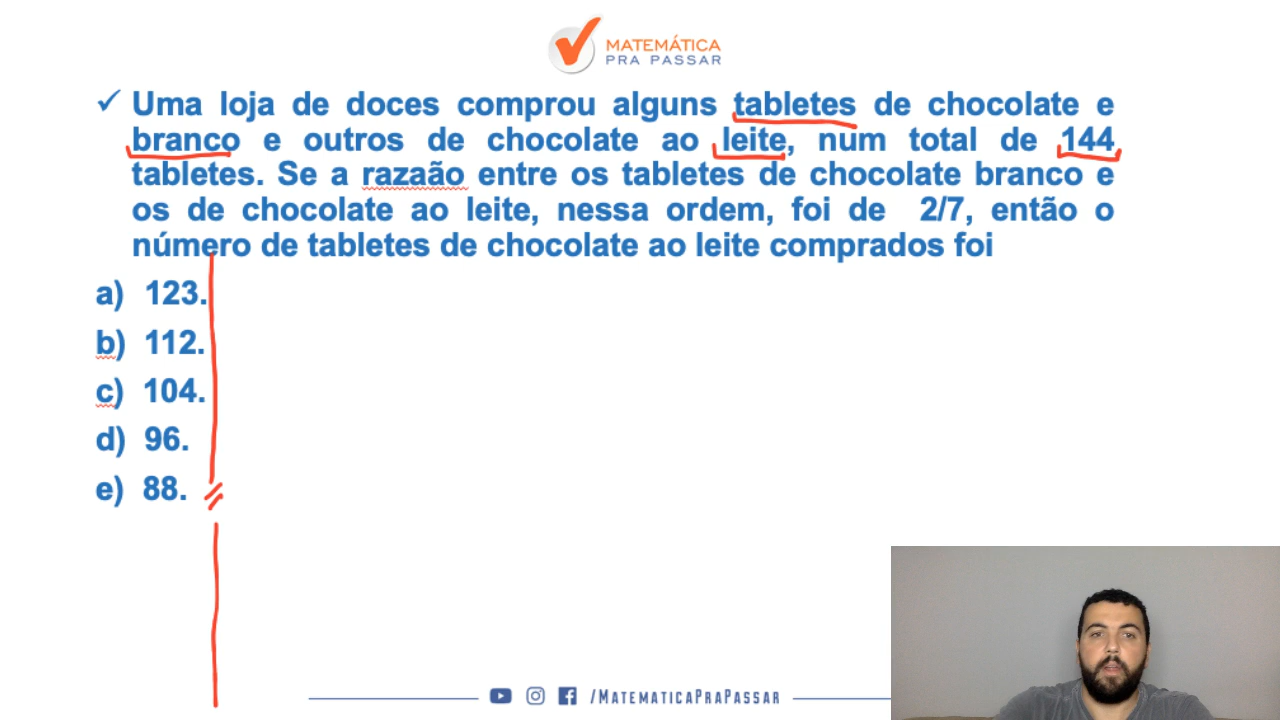 MATEMÁTICA
PRA PASSAR
✓ Uma loja de doces comprou alguns tabletes de chocolate e
branco e outros de chocolate ao leite, num total de 144
tabletes. Se a razaão entre os tabletes de chocolate branco e
os de chocolate ao leite, nessa ordem, foi de 2/7, então o
número de tabletes de chocolate ao leite comprados foi
a) 123.
b) 112.
c) 104.
d) 96.
e) 88.
/MATEMATICAPRAPASSAR